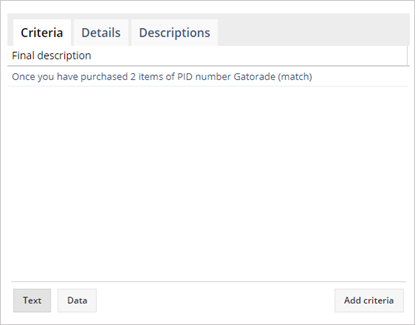 Criteria Details Descriptions
Final description
Once you have purchased 2 items of PID number Gatorade (match)
Text Data Add criteria